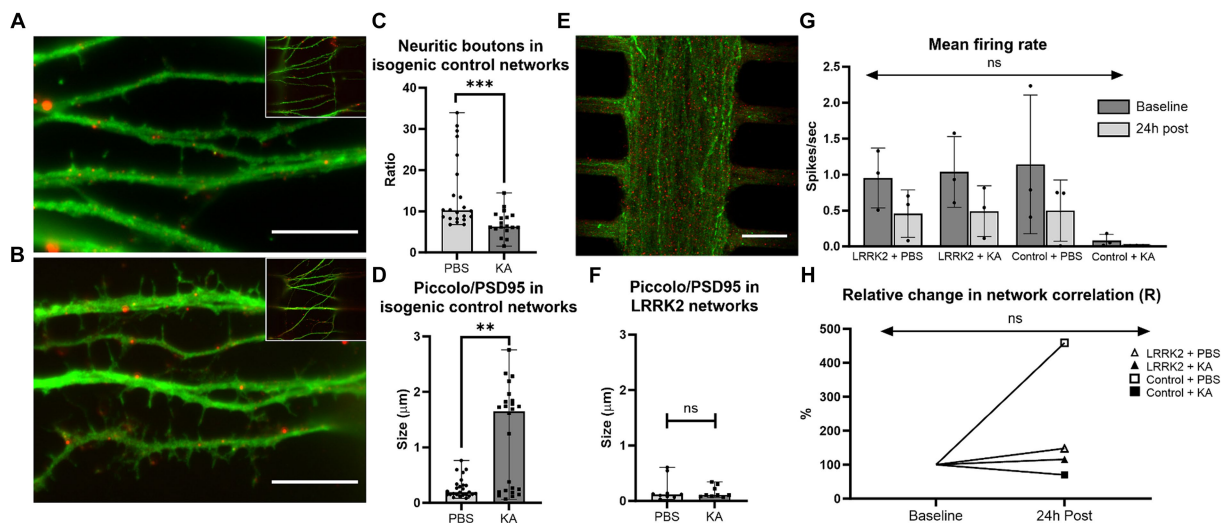 A
B
C
Neuritic boutons in
isogenic control networks
***
40
30
20
10
0
Ratio
PBS
KA
D
Piccolo/PSD95 in
isogenic control networks
**
3
2
1
0
Size (μm)
PBS
KA
E
F
Piccolo/PSD95 in
LRRK2 networks
ns
3
2
1
0
Size (μm)
PBS
KA
G
Mean firing rate
ns
2.5
2.0
1.5
1.0
0.5
0.0
Spikes/sec
Baseline
24h post
LRRK2 + PBS
LRRK2 + KA
Control + PBS
Control + KA
H
Relative change in network correlation (R)
ns
500
400
300
200
100
0
%
LRRK2 + PBS
LRRK2 + KA
Control + PBS
Control + KA
Baseline
24h Post